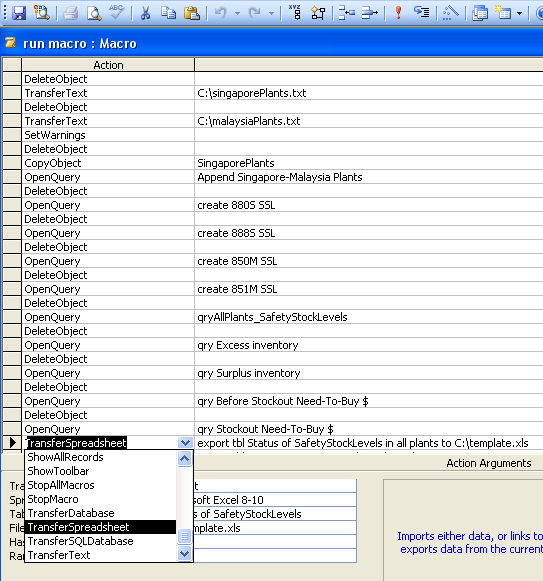 run macro : Macro
Action
DeleteObject
TransferText C:\singaporePlants.txt
DeleteObject
TransferText C:\malaysiaPlants.txt
SetWarnings
DeleteObject
CopyObject SingaporePlants
OpenQuery Append Singapore-Malaysia Plants
DeleteObject
OpenQuery create 880S SSL
DeleteObject
OpenQuery create 888S SSL
DeleteObject
OpenQuery create 850M SSL
DeleteObject
OpenQuery create 851M SSL
DeleteObject
OpenQuery qryAllPlants_SafetyStockLevels
DeleteObject
OpenQuery qry Excess inventory
DeleteObject
OpenQuery qry Surplus inventory
DeleteObject
OpenQuery qry Before Stockout Need-To-Buy $
DeleteObject
OpenQuery qry Stockout Need-To-Buy $
TransferSpreadsheet export tbl Status of SafetyStockLevels in all plants to C:\template.xls
ShowAllRecords
ShowToolbar
StopAllMacros
StopMacro
TransferDatabase
TransferSpreadsheet
TransferSQLDatabase
TransferText
Action Arguments
Tra t
Spr soft Excel 8-10
Tab s of SafetyStockLevels
File mplate.xls
Has
Ran
Imports either data, or links to
exports data from the current